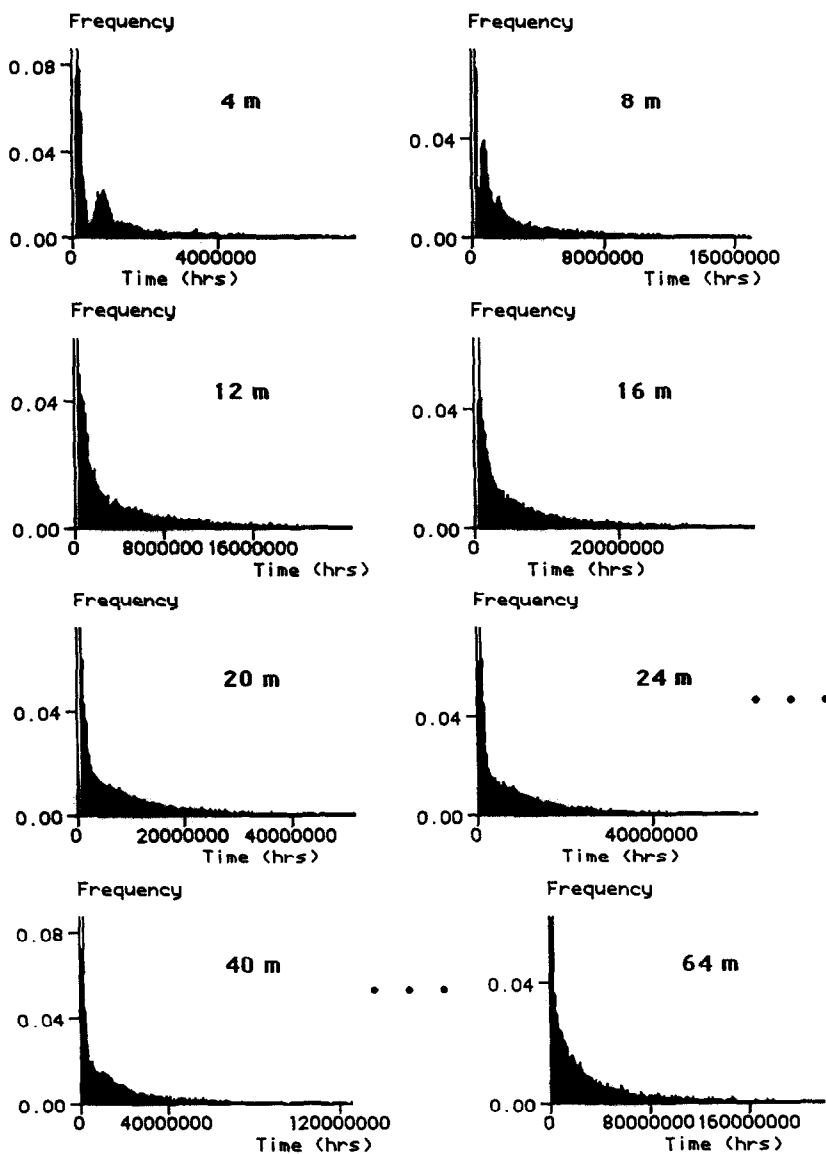 Frequency
0.08
4 m
0.04
0.00
0 4000000
Time (hrs)
Frequency
8 m
0.04
0.00
0 8000000 16000000
Time (hrs)
Frequency
12 m
0.04
0.00
0 8000000 16000000
Time (hrs)
Frequency
16 m
0.04
0.00
0 20000000
Time (hrs)
Frequency
20 m
0.04
0.00
0 20000000 40000000
Time (hrs)
Frequency
24 m
0.04
0.00
0 40000000
Time (hrs)
Frequency
0.08
40 m
0.04
0.00
0 40000000 120000000
Time (hrs)
Frequency
64 m
0.04
0.00
0 80000000 160000000
Time (hrs)